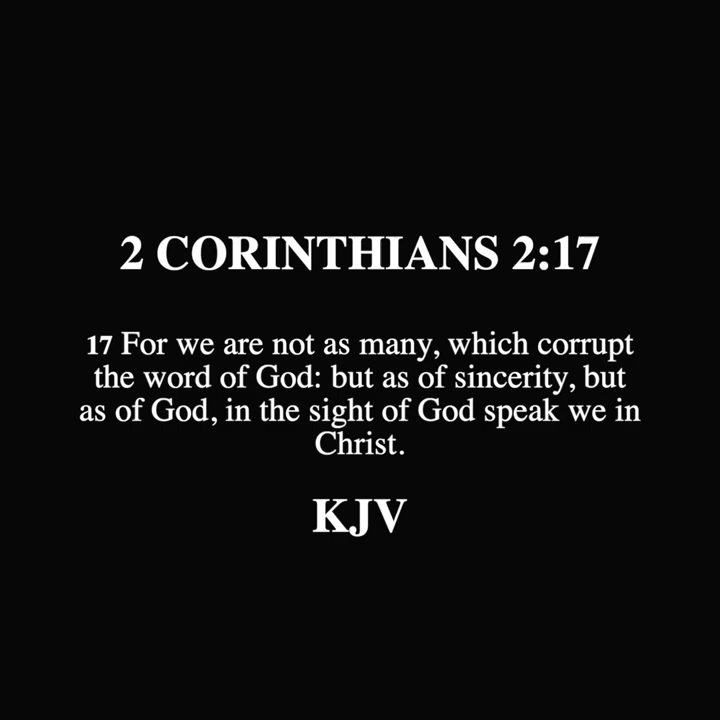 2 CORINTHIANS 2:17
17 For we are not as many, which corrupt
the word of God: but as of sincerity, but
as of God, in the sight of God speak we in
Christ.
KJV